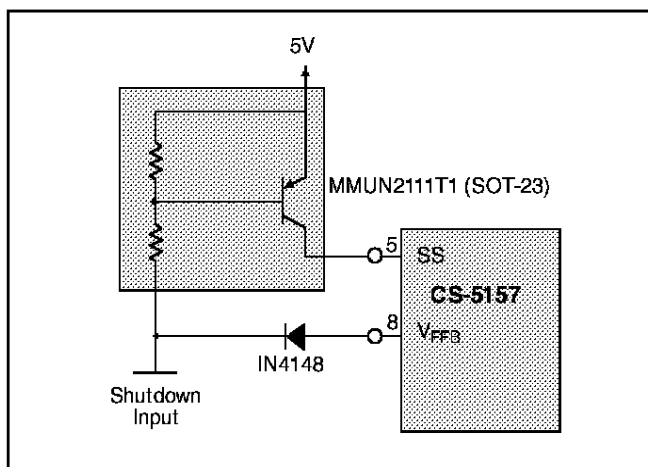 5V
MMUN2111T1 (SOT-23)
5
SS
CS-5157
8
VFFB
IN4148
Shutdown
Input